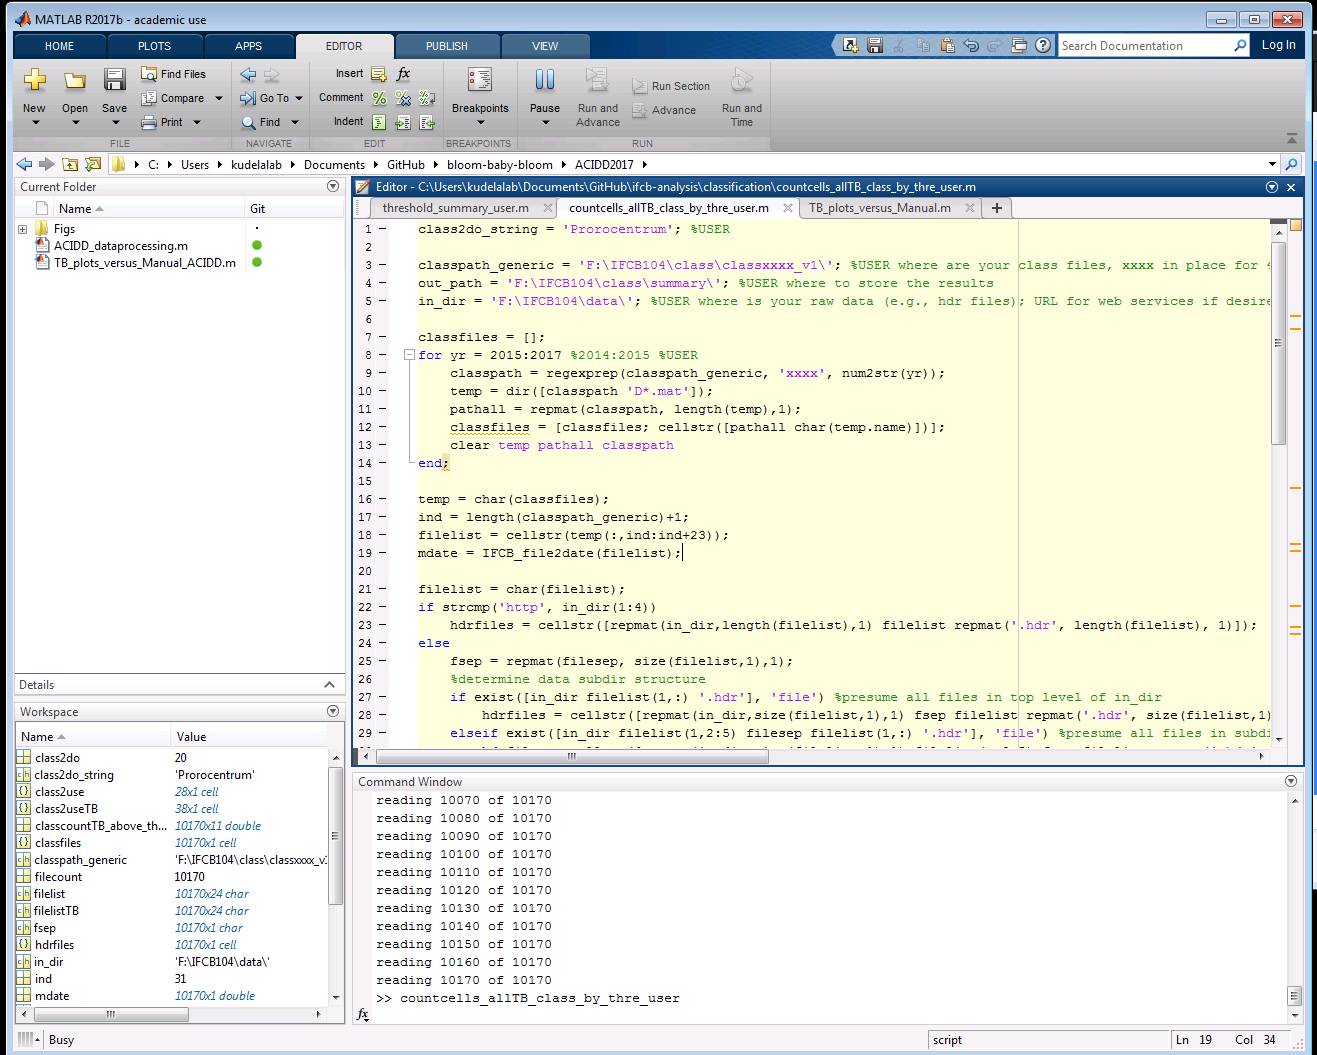 MATLAB R2017b - academic use
HOME PLOTS APPS EDITOR PUBLISH VIEW Search Documentation Log In
New Open Save Find Files Compare Print
Go To Find
Insert fx Comment Indent
Breakpoints Pause Run and Advance Run Section Advance Run and Time
FILE NAVIGATE EDIT BREAKPOINTS RUN
C: Users kudelalab Documents GitHub bloom-baby-bloom ACIDD2017
Current Folder
Name Git
Figs
ACIDD_dataprocessing.m
TB_plots_versus_Manual_ACIDD.m
Details
Workspace
Name Value
class2do 20
class2do_string 'Prorocentrum'
class2use 28x1 cell
class2useTB 38x1 cell
classcountTB_above_th... 10170x11 double
classfiles 10170x1 cell
classpath_generic 'F:\IFCB104\class\classxxxx_v1
filecount 10170
filelist 10170x24 char
filelistTB 10170x24 char
fsep 10170x1 char
hdrfiles 10170x1 cell
in_dir 'F:\IFCB104\data\'
ind 31
mdate 10170x1 double
Editor - C:\Users\kudelalab\Documents\GitHub\ifcb-analysis\classification\countcells_allTB_class_by_thre_user.m
threshold_summary_user.m countcells_allTB_class_by_thre_user.m TB_plots_versus_Manual.m
1 class2do_string = 'Prorocentrum'; %USER
2
3 classpath_generic = 'F:\IFCB104\class\classxxxx_v1\'; %USER where are your class files, xxxx in place for
4 out_path = 'F:\IFCB104\class\summary\'; %USER where to store the results
5 in_dir = 'F:\IFCB104\data\'; %USER where is your raw data (e.g., hdr files); URL for web services if desire
6
7 classfiles = [];
8 for yr = 2015:2017 %2014:2015 %USER
9 classpath = regexprep(classpath_generic, 'xxxx', num2str(yr));
10 temp = dir([classpath 'D*.mat']);
11 pathall = repmat(classpath, length(temp),1);
12 classfiles = [classfiles; cellstr([pathall char(temp.name)])];
13 clear temp pathall classpath
14 end;
15
16 temp = char(classfiles);
17 ind = length(classpath_generic)+1;
18 filelist = cellstr(temp(:,ind:ind+23));
19 mdate = IFCB_file2date(filelist);
20
21 filelist = char(filelist);
22 if strcmp('http', in_dir(1:4))
23 hdrfiles = cellstr([repmat(in_dir,length(filelist),1) filelist repmat('.hdr', length(filelist), 1)]);
24 else
25 fsep = repmat(filesep, size(filelist,1),1);
26 %determine data subdir structure
27 if exist([in_dir filelist(1,:) '.hdr'], 'file') %presume all files in top level of in_dir
28 hdrfiles = cellstr([repmat(in_dir,size(filelist,1),1) fsep filelist repmat('.hdr', size(filelist,1)
29 elseif exist([in_dir filelist(1,2:5) filesep filelist(1,:) '.hdr'], 'file') %presume all files in subdi
Command Window
reading 10070 of 10170
reading 10080 of 10170
reading 10090 of 10170
reading 10100 of 10170
reading 10110 of 10170
reading 10120 of 10170
reading 10130 of 10170
reading 10140 of 10170
reading 10150 of 10170
reading 10160 of 10170
reading 10170 of 10170
>> countcells_allTB_class_by_thre_user
fx
Busy script Ln 19 Col 34